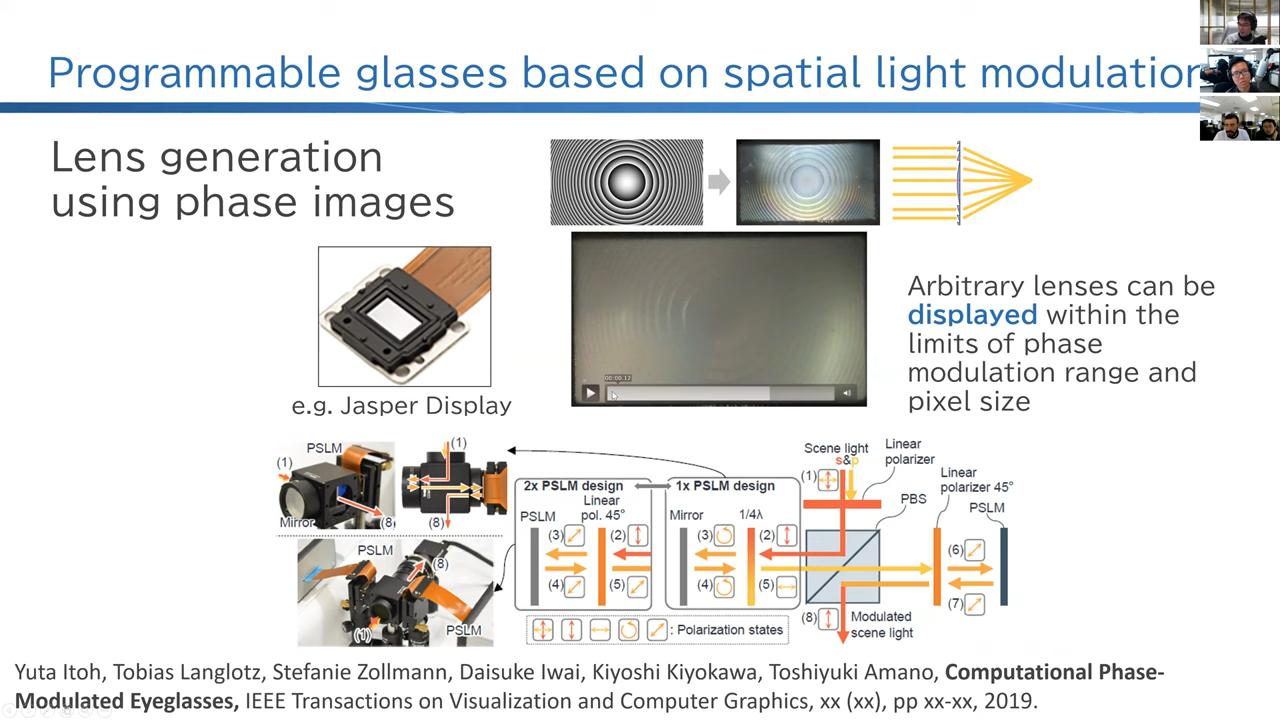 Programmable glasses based on spatial light modulation
Lens generation
using phase images
00:00.12
Arbitrary lenses can be
displayed within the
limits of phase
modulation range and
pixel size
e.g. Jasper Display
PSLM
(1)
Mirror
(8)
(1)
(8)
PSLM
(8)
(1)
PSLM
2x PSLM design
1x PSLM design
PSLM
Linear
pol. 45°
Mirror
1/4λ
(3)
(2)
(4)
(5)
(3)
(2)
(4)
(5)
: Polarization states
Scene light
s&p
(1)
Linear
polarizer
PBS
Linear
polarizer 45°
PSLM
(6)
(7)
(8)
Modulated
scene light
Yuta Itoh, Tobias Langlotz, Stefanie Zollmann, Daisuke Iwai, Kiyoshi Kiyokawa, Toshiyuki Amano, Computational Phase-
Modulated Eyeglasses, IEEE Transactions on Visualization and Computer Graphics, xx (xx), pp xx-xx, 2019.